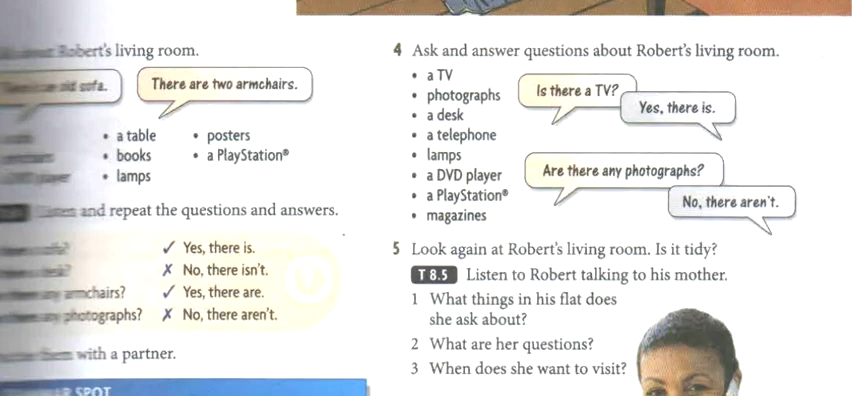 Robert's living room.
sofa.
There are two armchairs.
• a table
• books
• lamps
• posters
• a PlayStation®
Listen and repeat the questions and answers.
✓ Yes, there is.
✗ No, there isn't.
armchairs? ✓ Yes, there are.
photographs? ✗ No, there aren't.
with a partner.
SPOT
4 Ask and answer questions about Robert's living room.
• a TV
• photographs
• a desk
• a telephone
• lamps
• a DVD player
• a PlayStation®
• magazines
Is there a TV?
Yes, there is.
Are there any photographs?
No, there aren't.
5 Look again at Robert's living room. Is it tidy?
T 8.5 Listen to Robert talking to his mother.
1 What things in his flat does
she ask about?
2 What are her questions?
3 When does she want to visit?